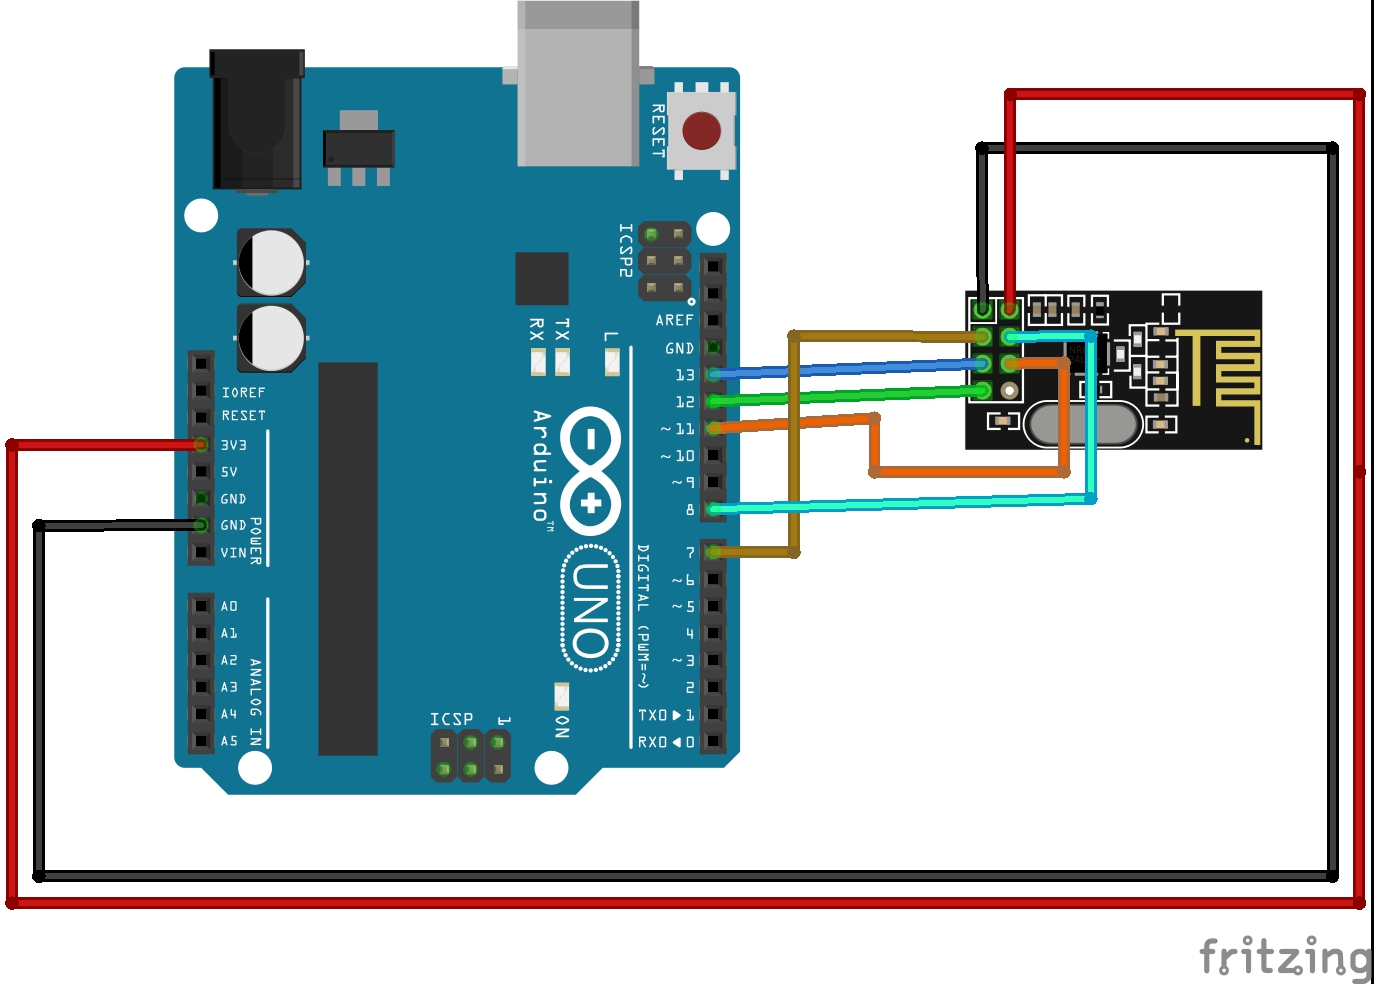 RESET
ICSP2
AREF
GND
13
12
~11
~10
~9
8
7
~6
~5
4
~3
2
TX0▶1
RX0◀0
RX
TX
L
IOREF
RESET
3V3
5V
GND
GND
VIN
POWER
A0
A1
A2
A3
A4
A5
ANALOG IN
Arduino™
UNO
DIGITAL (PWM=~)
ON
ICSP
1
fritzing